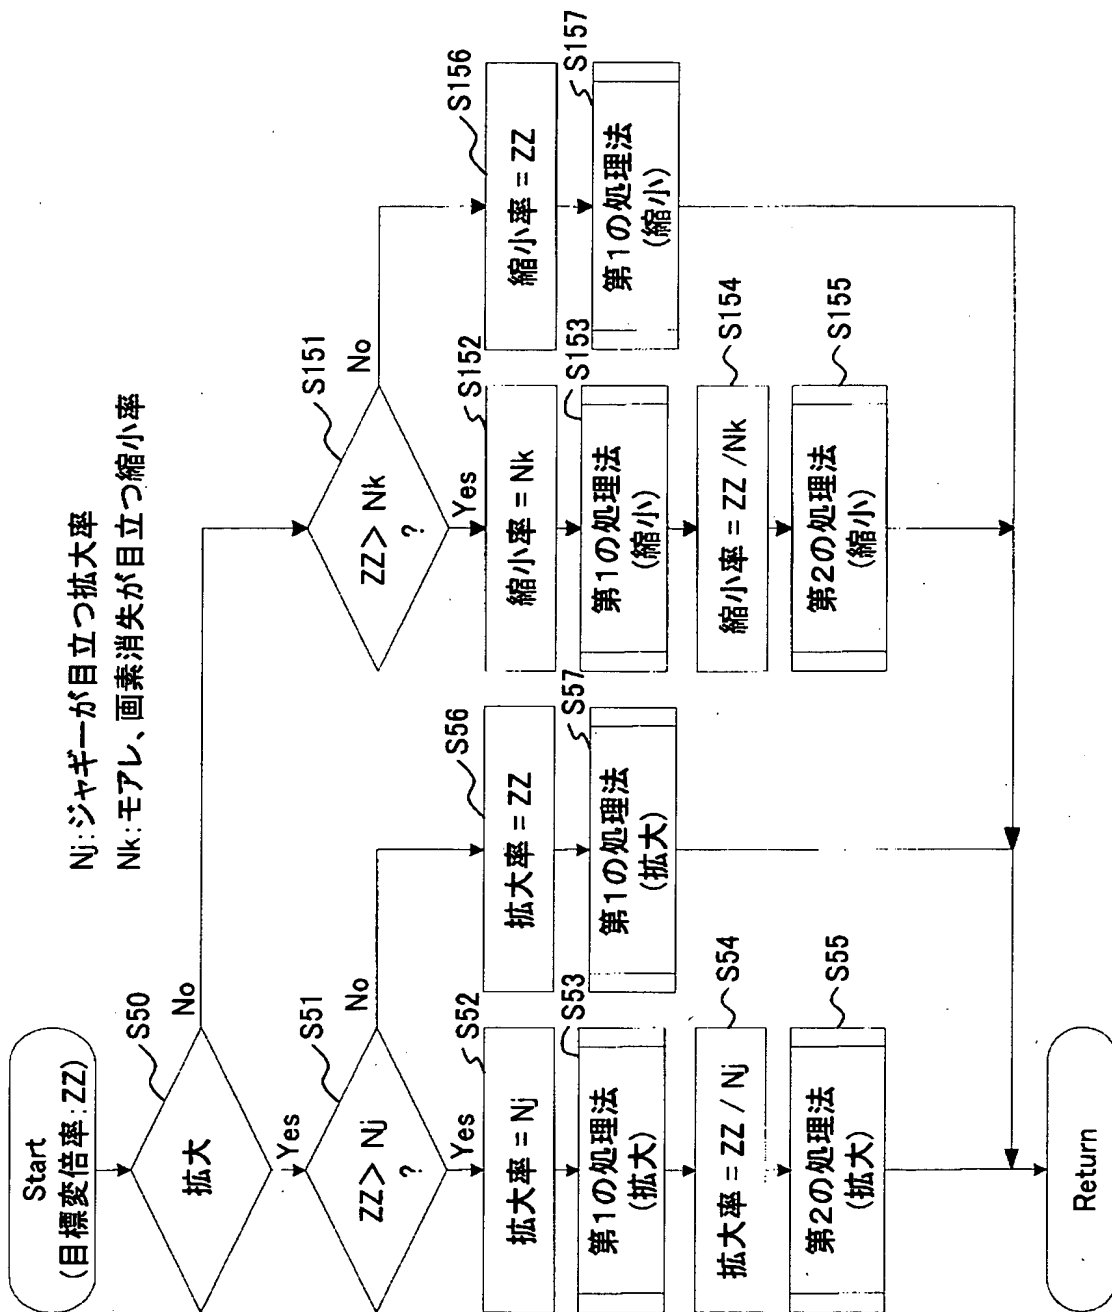 Nj:ジャギーが目立つ拡大率
Nk:モアレ、画素消失が目立つ縮小率
Start
(目標変倍率:ZZ)
S50
拡大
No
Yes
S51
ZZ> Nj
?
No
Yes
S52
拡大率 = Nj
S53
第1の処理法
(拡大)
S54
拡大率 = ZZ / Nj
S55
第2の処理法
(拡大)
S56
拡大率 = ZZ
S57
第1の処理法
(拡大)
S151
ZZ> Nk
?
No
Yes
S152
縮小率 = Nk
S153
第1の処理法
(縮小)
S154
縮小率 = ZZ /Nk
S155
第2の処理法
(縮小)
S156
縮小率 = ZZ
S157
第1の処理法
(縮小)
Return